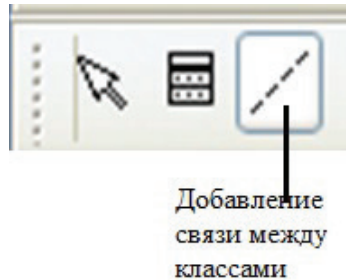 Добавление
связи между
классами